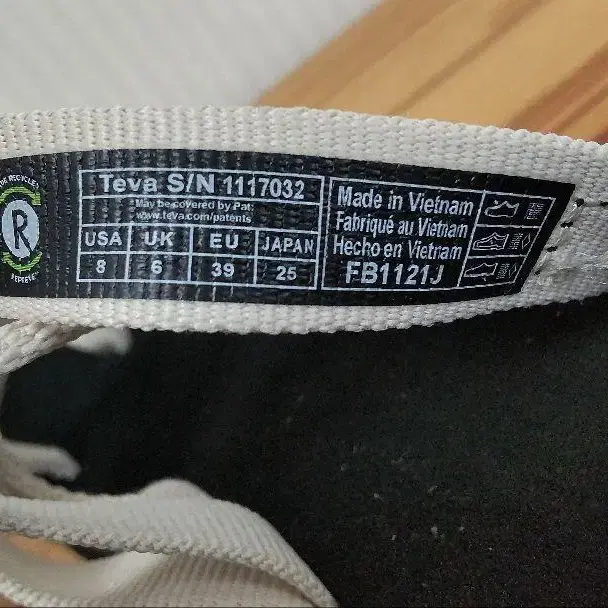 R
Teva S/N 1117032
May be covered by Pat:
www.teva.com/patents
USA UK EU JAPAN
8 6 39 25
Made in Vietnam
Fabriqué au Vietnam
Hecho en Vietnam
FB1121J